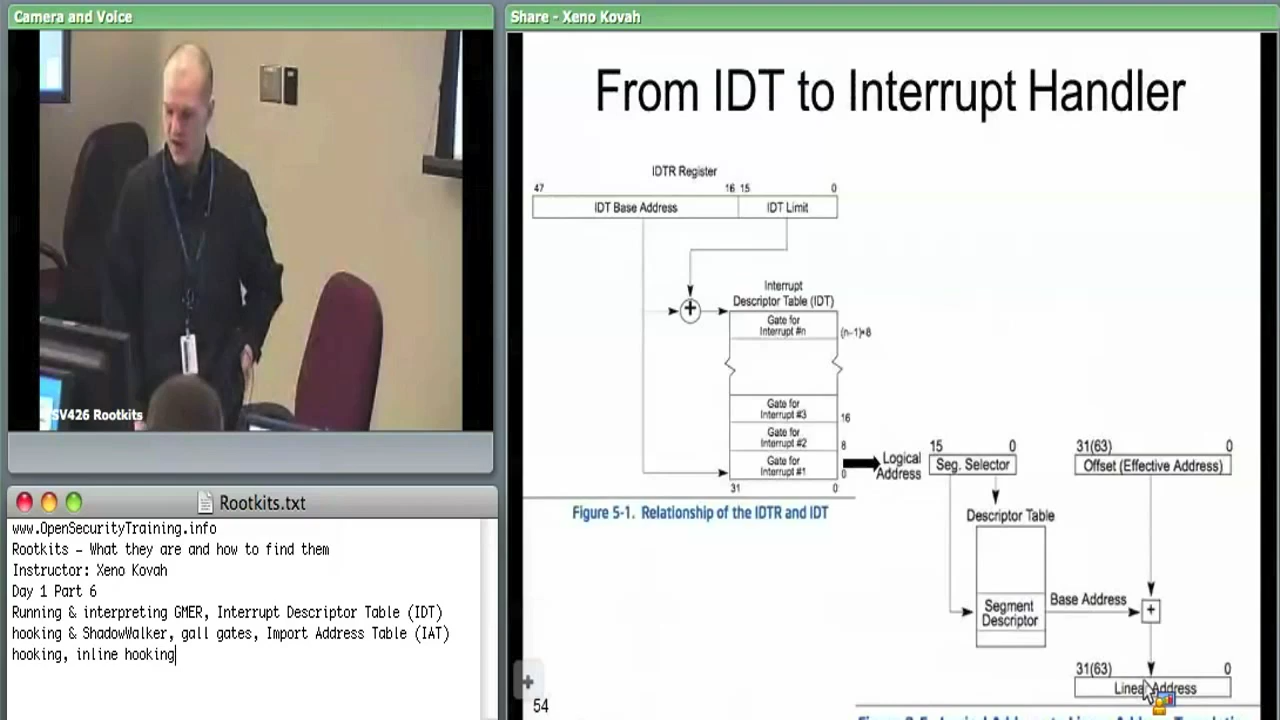 Camera and Voice
SV426 Rootkits
Rootkits.txt
www.OpenSecurityTraining.info
Rootkits – What they are and how to find them
Instructor: Xeno Kovah
Day 1 Part 6
Running & interpreting GMER, Interrupt Descriptor Table (IDT)
hooking & ShadowWalker, gall gates, Import Address Table (IAT)
hooking, inline hooking
Share - Xeno Kovah
From IDT to Interrupt Handler
IDTR Register
47 16 15 0
IDT Base Address IDT Limit
+
Interrupt
Descriptor Table (IDT)
Gate for
Interrupt #n
(n–1)*8
Gate for
Interrupt #3
16
Gate for
Interrupt #2
8
Gate for
Interrupt #1
0
31 0
Figure 5-1. Relationship of the IDTR and IDT
Logical
Address
15 0
Seg. Selector
31(63) 0
Offset (Effective Address)
Descriptor Table
Segment
Descriptor
Base Address
+
31(63) 0
Linear Address
54